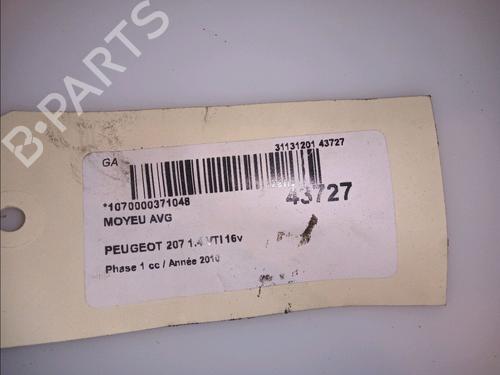 B-PARTS
GA
31131201 43727
*1070000371048
43727
MOYEU AVG
PEUGEOT 207 1.4 VTI 16v
Phase 1 cc / Année 2010